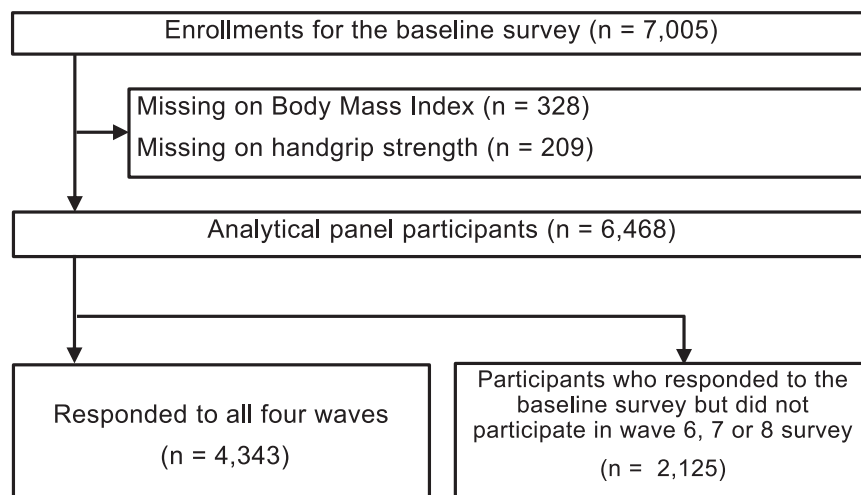 Enrollments for the baseline survey (n = 7,005)
Missing on Body Mass Index (n = 328)
Missing on handgrip strength (n = 209)
Analytical panel participants (n = 6,468)
Responded to all four waves
(n = 4,343)
Participants who responded to the
baseline survey but did not
participate in wave 6, 7 or 8 survey
(n = 2,125)